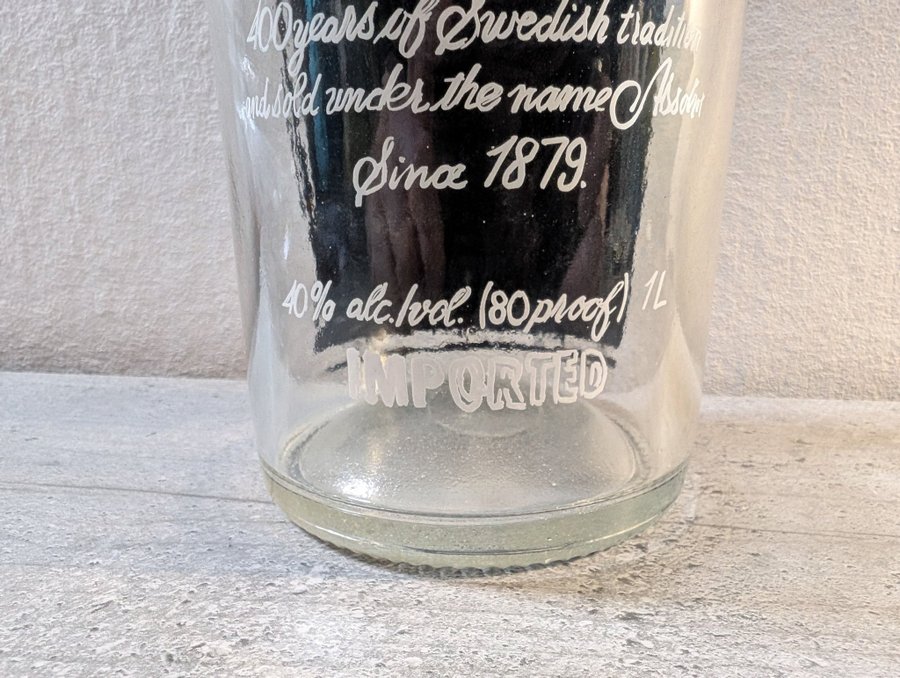 400 years of Swedish tradition
and sold under the name Absolut
Since 1879.
40% alc./vol. (80 proof) 1L
IMPORTED